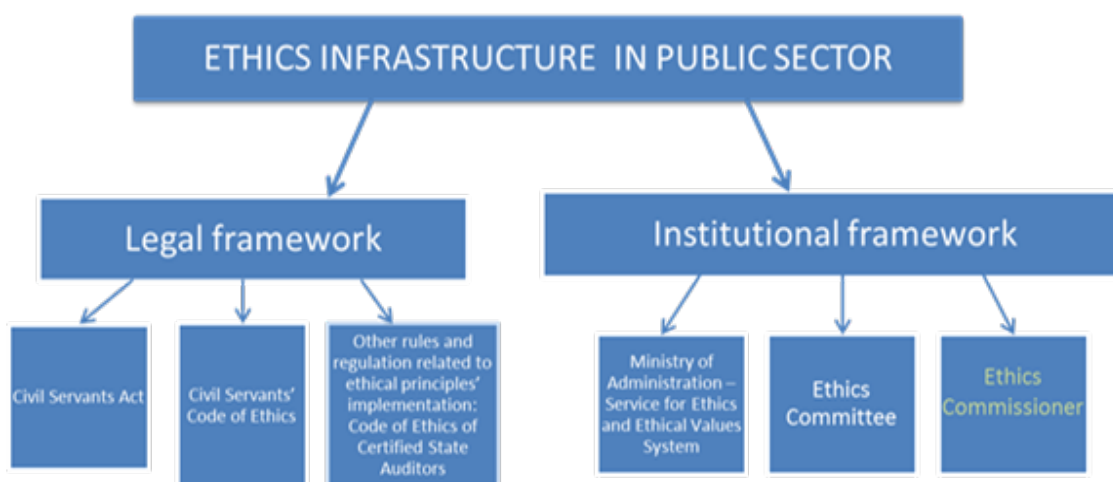 ETHICS INFRASTRUCTURE IN PUBLIC SECTOR
Legal framework
Institutional framework
Civil Servants Act
Civil Servants'
Code of Ethics
Other rules and
regulation related to
ethical principles'
implementation:
Code of Ethics of
Certified State
Auditors
Ministry of
Administration –
Service for Ethics
and Ethical Values
System
Ethics
Committee
Ethics
Commissioner